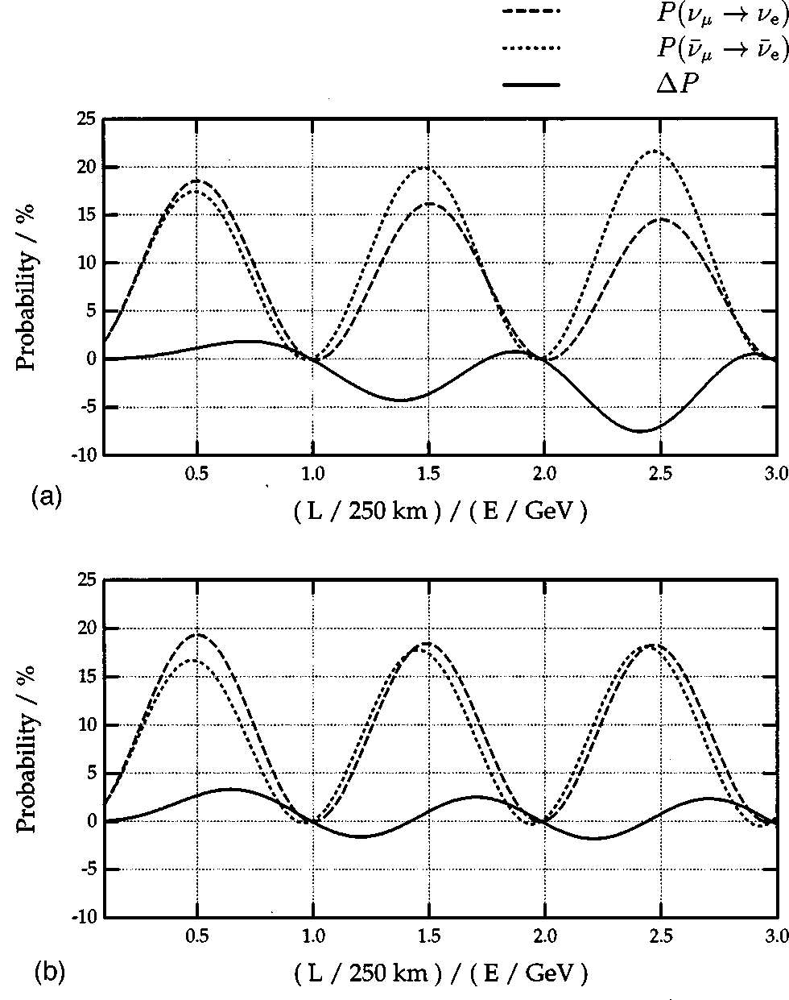 P(ν_μ → ν_e)
P(ν̄_μ → ν̄_e)
ΔP
25
20
15
10
5
0
-5
-10
Probability / %
0.5 1.0 1.5 2.0 2.5 3.0
(a)
( L / 250 km ) / ( E / GeV )
25
20
15
10
5
0
-5
-10
Probability / %
0.5 1.0 1.5 2.0 2.5 3.0
(b)
( L / 250 km ) / ( E / GeV )